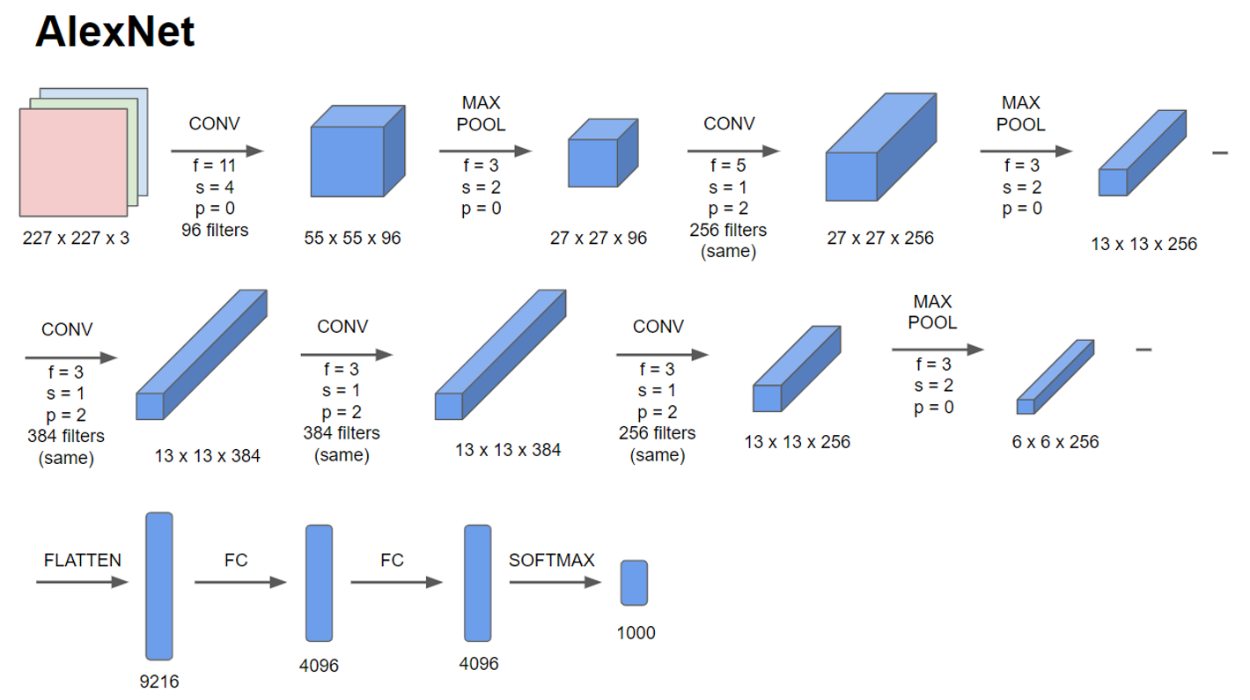 AlexNet
CONV
f = 11
s = 4
p = 0
96 filters
227 x 227 x 3
55 x 55 x 96
MAX
POOL
f = 3
s = 2
p = 0
27 x 27 x 96
CONV
f = 5
s = 1
p = 2
256 filters
(same)
27 x 27 x 256
MAX
POOL
f = 3
s = 2
p = 0
13 x 13 x 256
CONV
f = 3
s = 1
p = 2
384 filters
(same)
13 x 13 x 384
CONV
f = 3
s = 1
p = 2
384 filters
(same)
13 x 13 x 384
CONV
f = 3
s = 1
p = 2
256 filters
(same)
13 x 13 x 256
MAX
POOL
f = 3
s = 2
p = 0
6 x 6 x 256
FLATTEN
9216
FC
4096
FC
4096
SOFTMAX
1000